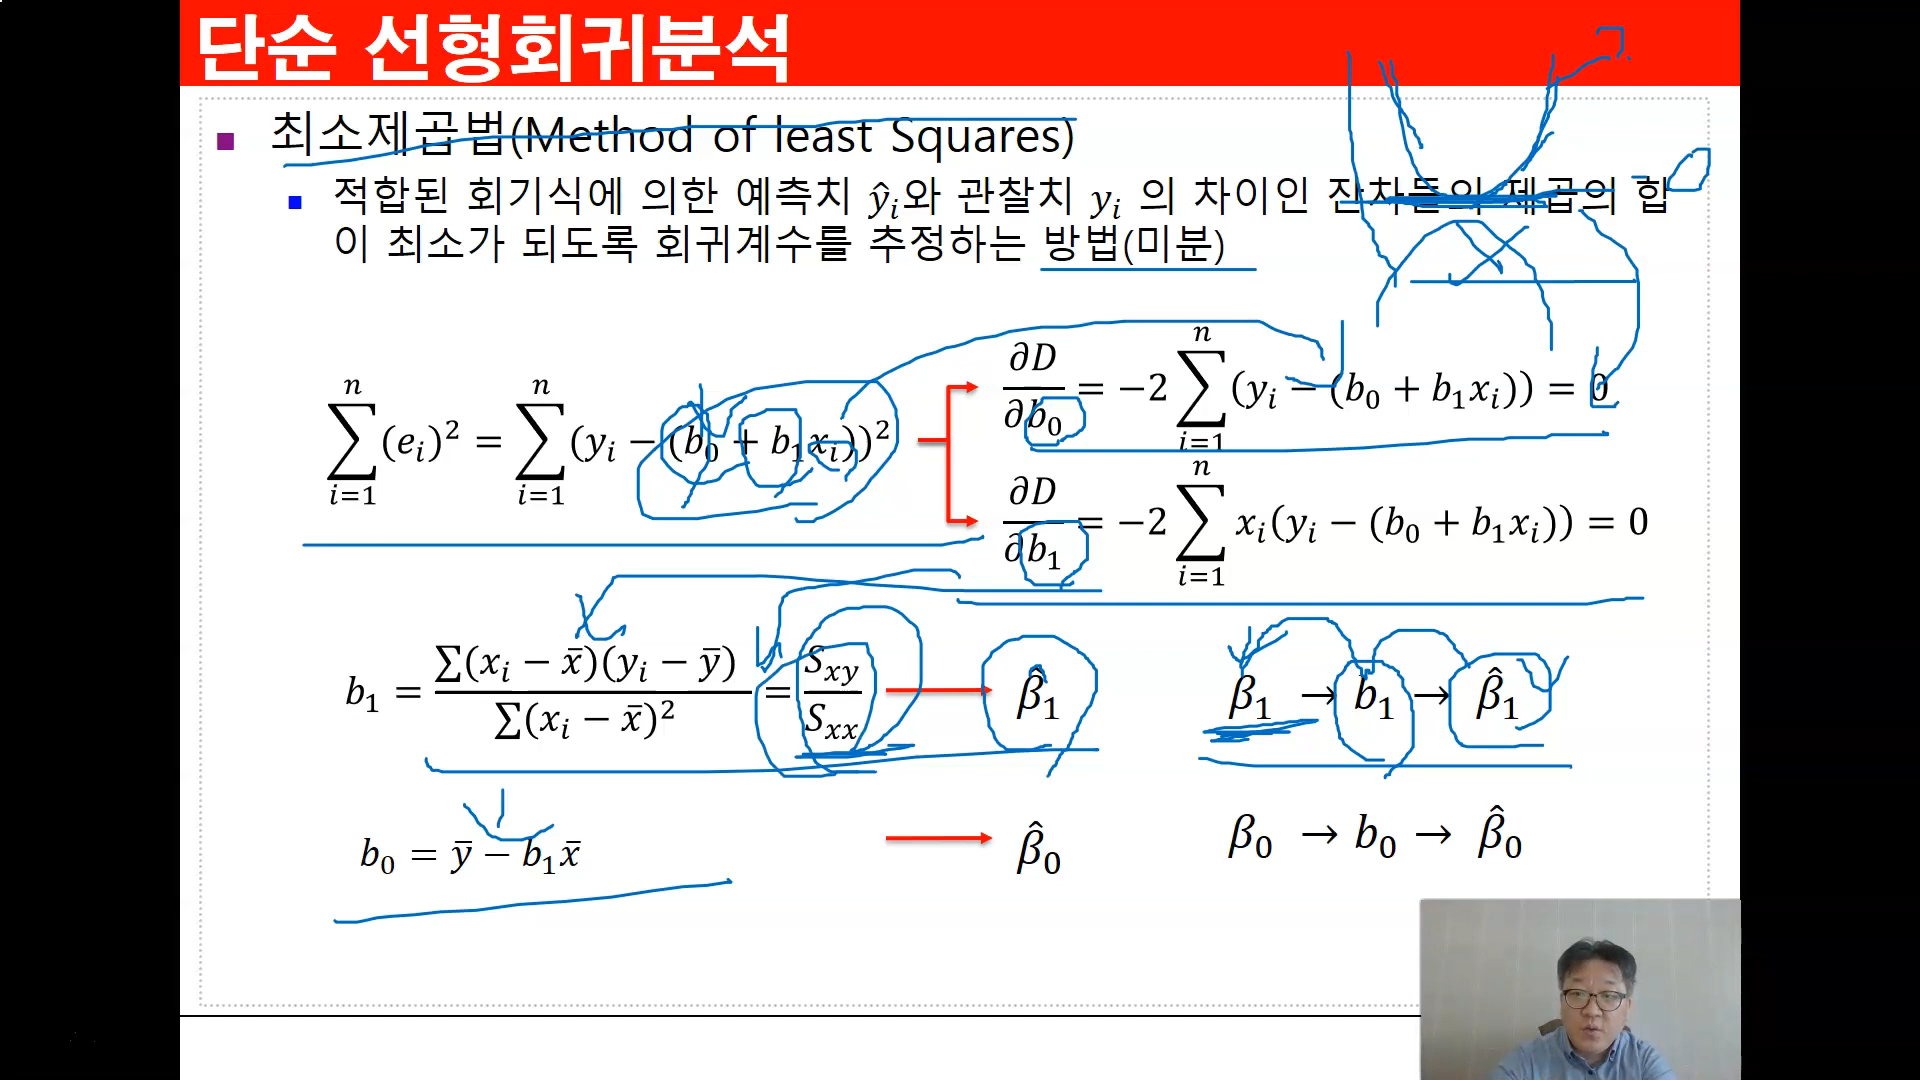 단순 선형회귀분석
최소제곱법(Method of least Squares)
적합된 회기식에 의한 예측치 ŷᵢ와 관찰치 yᵢ 의 차이인 잔차들의 제곱의 합
이 최소가 되도록 회귀계수를 추정하는 방법(미분)
∑ᵢ₌₁ⁿ(eᵢ)² = ∑ᵢ₌₁ⁿ(yᵢ − (b₀ + b₁xᵢ))²
∂D/∂b₀ = −2 ∑ᵢ₌₁ⁿ(yᵢ − (b₀ + b₁xᵢ)) = 0
∂D/∂b₁ = −2 ∑ᵢ₌₁ⁿ xᵢ(yᵢ − (b₀ + b₁xᵢ)) = 0
b₁ = ∑(xᵢ − x̄)(yᵢ − ȳ) / ∑(xᵢ − x̄)² = Sxy / Sxx → β̂₁
β₁ → b₁ → β̂₁
b₀ = ȳ − b₁x̄ → β̂₀
β₀ → b₀ → β̂₀